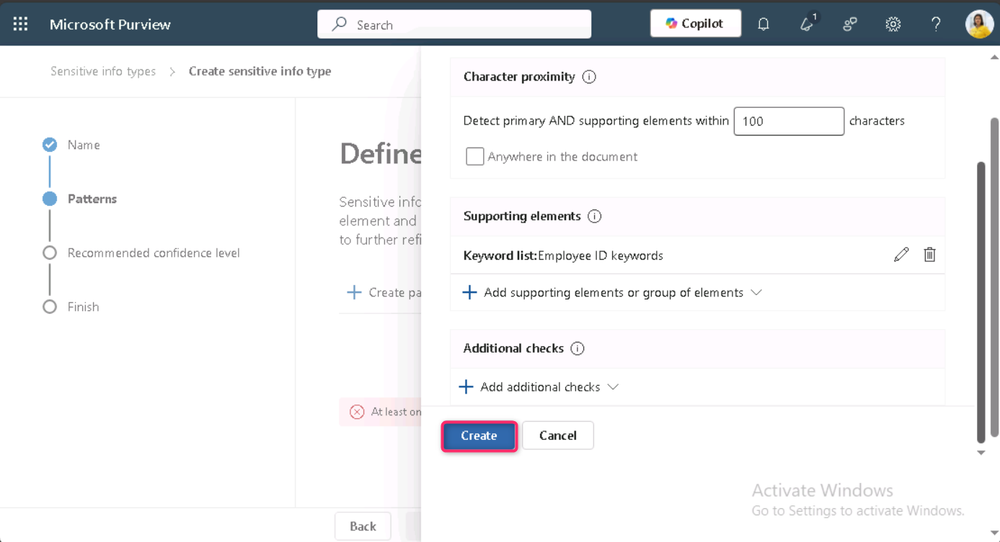 Microsoft Purview
Search
Copilot
1
Sensitive info types > Create sensitive info type
Name
Patterns
Recommended confidence level
Finish
Define
Sensitive info
element and
to further refi
Create pa
At least on
Back
Character proximity
Detect primary AND supporting elements within 100 characters
Anywhere in the document
Supporting elements
Keyword list:Employee ID keywords
Add supporting elements or group of elements
Additional checks
Add additional checks
Create
Cancel
Activate Windows
Go to Settings to activate Windows.